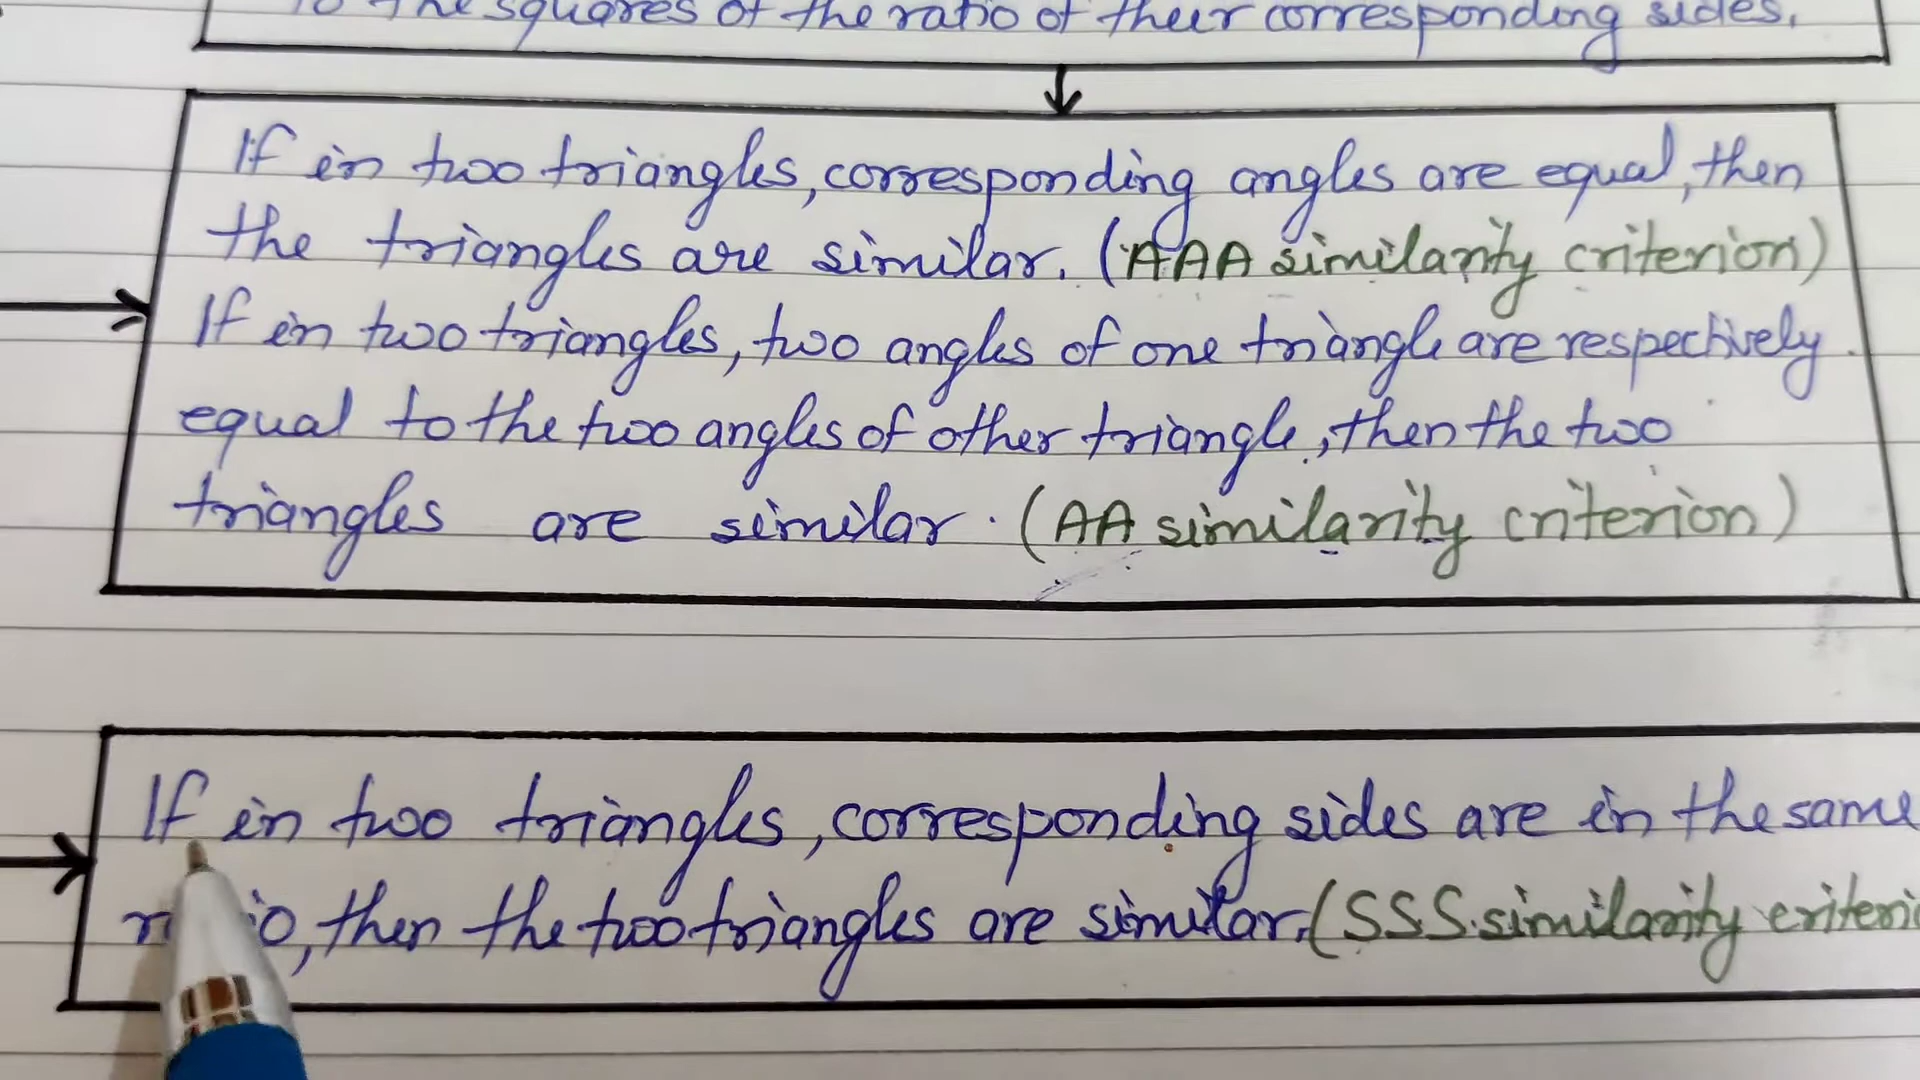 to the squares of the ratio of their corresponding sides.
If in two triangles, corresponding angles are equal, then
the triangles are similar. (AAA similarity criterion)
If in two triangles, two angles of one triangle are respectively
equal to the two angles of other triangle, then the two
triangles are similar. (AA similarity criterion)
If in two triangles, corresponding sides are in the same
then the two triangles are similar. (SSS similarity criteri